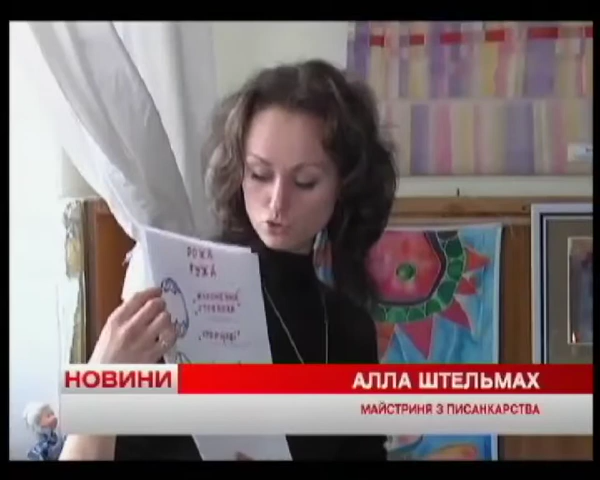 РОЖА
РУЖА
НОВИНИ
АЛЛА ШТЕЛЬМАХ
МАЙСТРИНЯ З ПИСАНКАРСТВА